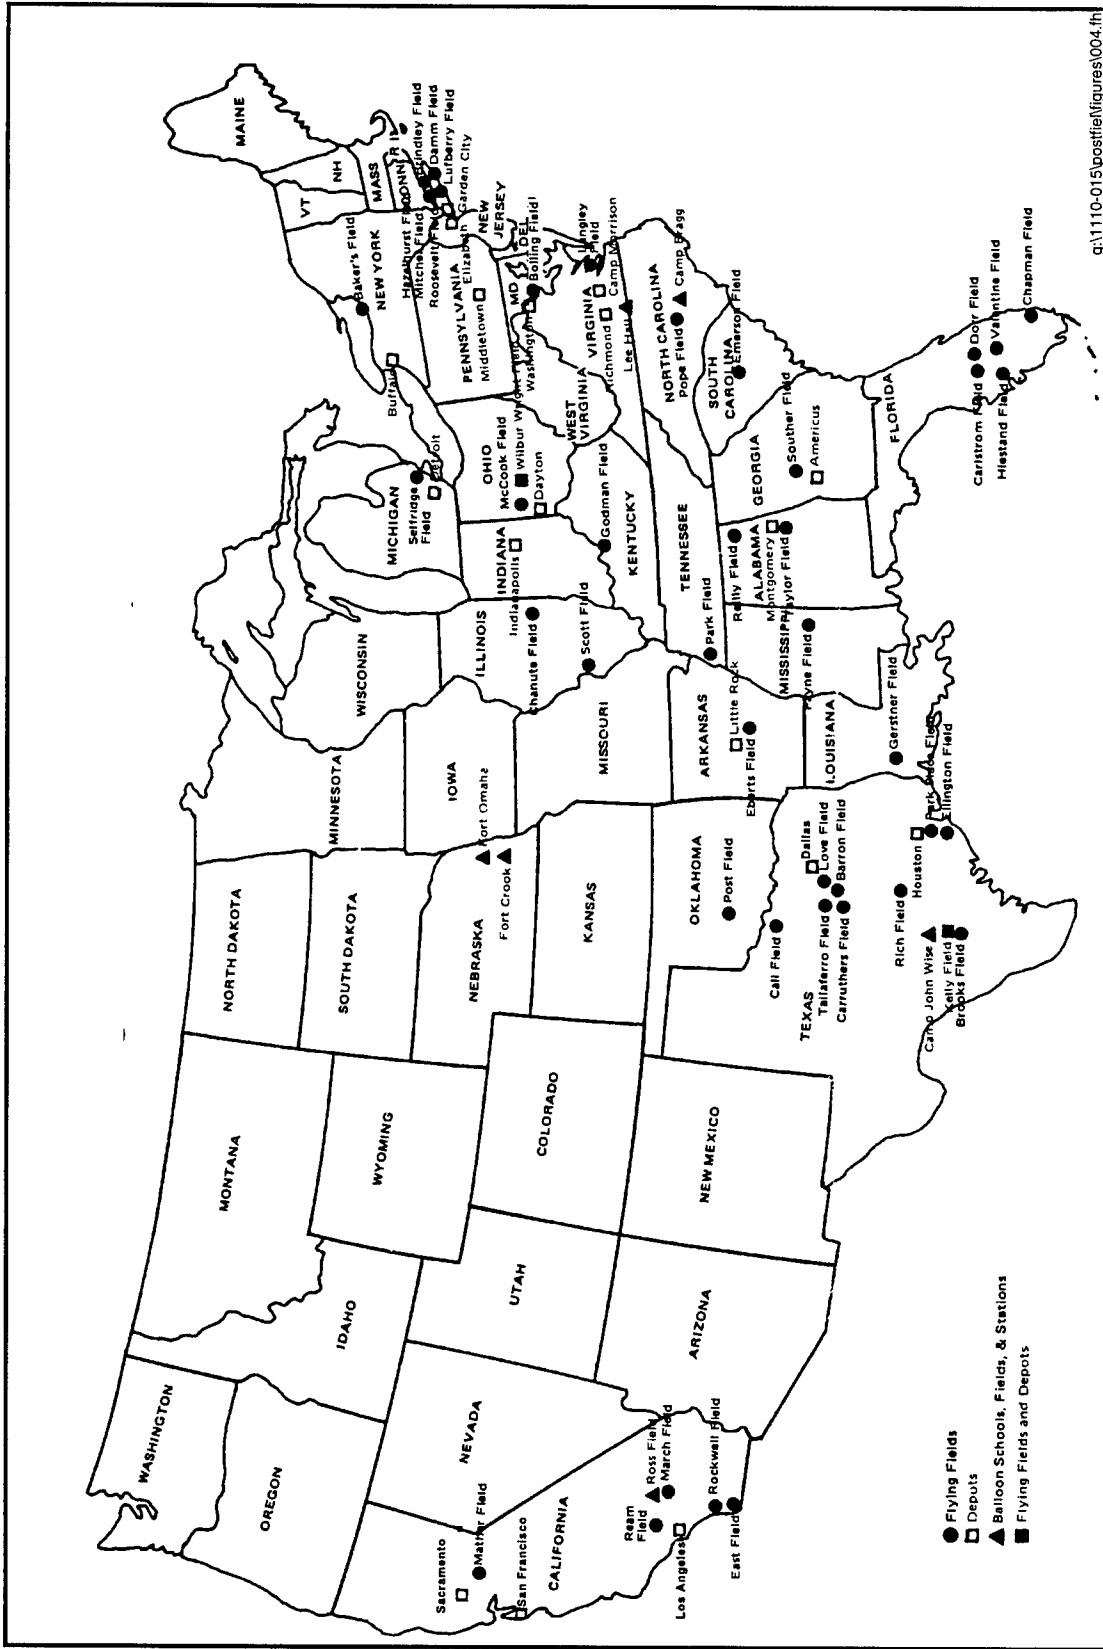 WASHINGTON
OREGON
IDAHO
MONTANA
WYOMING
NEVADA
UTAH
COLORADO
ARIZONA
NEW MEXICO
CALIFORNIA
Sacramento
Mather Field
San Francisco
Ream
Field
Ross Field
March Field
Los Angeles
Rockwell Field
East Field
NORTH DAKOTA
SOUTH DAKOTA
NEBRASKA
Fort Omaha
Fort Crook
KANSAS
OKLAHOMA
Post Field
TEXAS
Call Field
Dallas
Love Field
Taliaferro Field
Barron Field
Carruthers Field
Rich Field
Houston
Park Place Field
Ellington Field
Camp John Wise
Kelly Field
Brooks Field
MINNESOTA
IOWA
MISSOURI
ARKANSAS
Little Rock
Eberts Field
LOUISIANA
Gerstner Field
WISCONSIN
ILLINOIS
Chanute Field
Scott Field
MICHIGAN
Selfridge
Field
Detroit
INDIANA
Indianapolis
OHIO
McCook Field
Wilbur Wright Field
Dayton
KENTUCKY
Godman Field
TENNESSEE
Park Field
MISSISSIPPI
Payne Field
ALABAMA
Reilly Field
Montgomery
Taylor Field
GEORGIA
Souther Field
Americus
FLORIDA
Carlstrom Field
Dorr Field
Valentine Field
Hiestand Field
Chapman Field
SOUTH
CAROLINA
Emerson Field
NORTH CAROLINA
Pope Field
Camp Bragg
WEST
VIRGINIA
VIRGINIA
Richmond
Lee Hall
Langley
Field
Camp Morrison
MD
DEL
Washington
Bolling Field
PENNSYLVANIA
Middletown
NEW
JERSEY
Elizabeth
Garden City
NEW YORK
Baker's Field
Buffalo
Hazelhurst Field
Mitchel Field
Roosevelt Field
Brindley Field
Damm Field
Lufberry Field
CONN
R I
MASS
VT
NH
MAINE
Flying Fields
Depots
Balloon Schools, Fields, & Stations
Flying Fields and Depots
g:\1110-015\postfiel\figures\004.fh